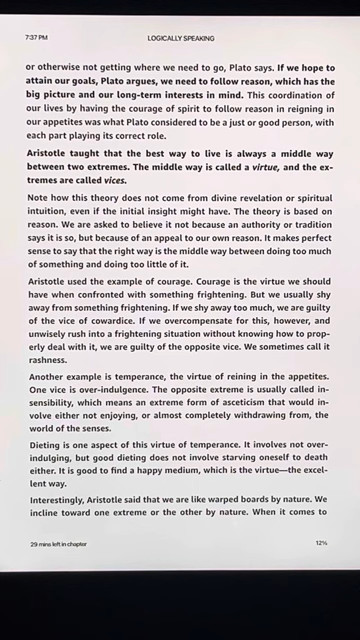 7:37 PM
LOGICALLY SPEAKING
or otherwise not getting where we need to go, Plato says. If we hope to
attain our goals, Plato argues, we need to follow reason, which has the
big picture and our long-term interests in mind. This coordination of
our lives by having the courage of spirit to follow reason in reigning in
our appetites was what Plato considered to be a just or good person, with
each part playing its correct role.
Aristotle taught that the best way to live is always a middle way
between two extremes. The middle way is called a virtue, and the ex-
tremes are called vices.
Note how this theory does not come from divine revelation or spiritual
intuition, even if the initial insight might have. The theory is based on
reason. We are asked to believe it not because an authority or tradition
says it is so, but because of an appeal to our own reason. It makes perfect
sense to say that the right way is the middle way between doing too much
of something and doing too little of it.
Aristotle used the example of courage. Courage is the virtue we should
have when confronted with something frightening. But we usually shy
away from something frightening. If we shy away too much, we are guilty
of the vice of cowardice. If we overcompensate for this, however, and
unwisely rush into a frightening situation without knowing how to prop-
erly deal with it, we are guilty of the opposite vice. We sometimes call it
rashness.
Another example is temperance, the virtue of reining in the appetites.
One vice is over-indulgence. The opposite extreme is usually called in-
sensibility, which means an extreme form of asceticism that would in-
volve either not enjoying, or almost completely withdrawing from, the
world of the senses.
Dieting is one aspect of this virtue of temperance. It involves not over-
indulging, but good dieting does not involve starving oneself to death
either. It is good to find a happy medium, which is the virtue—the excel-
lent way.
Interestingly, Aristotle said that we are like warped boards by nature. We
incline toward one extreme or the other by nature. When it comes to
29 mins left in chapter
12%